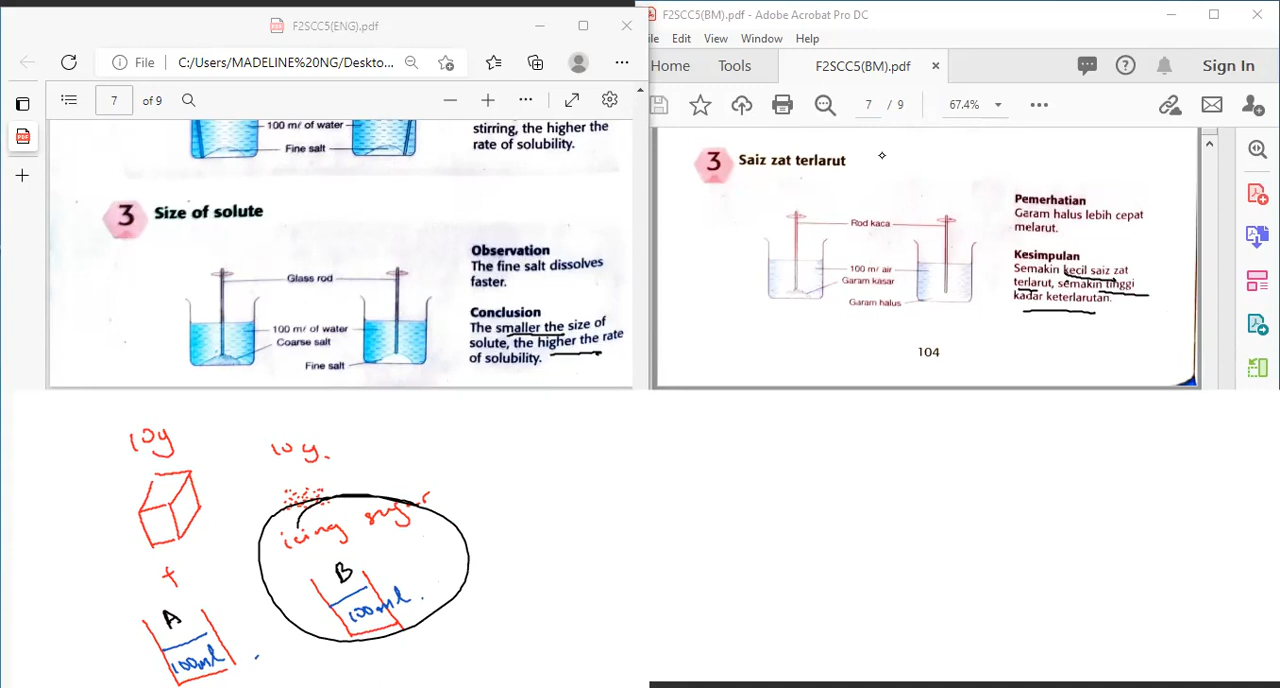 F2SCC5(ENG).pdf
File
C:/Users/MADELINE%20NG/Deskto...
7
of 9
100 mℓ of water
Fine salt
stirring, the higher the
rate of solubility.
3
Size of solute
Glass rod
100 mℓ of water
Coarse salt
Fine salt
Observation
The fine salt dissolves
faster.
Conclusion
The smaller the size of
solute, the higher the rate
of solubility.
F2SCC5(BM).pdf - Adobe Acrobat Pro DC
ile Edit View Window Help
Home
Tools
F2SCC5(BM).pdf
Sign In
7 / 9
67.4%
3
Saiz zat terlarut
Rod kaca
100 mℓ air
Garam kasar
Garam halus
Pemerhatian
Garam halus lebih cepat
melarut.
Kesimpulan
Semakin kecil saiz zat
terlarut, semakin tinggi
kadar keterlarutan.
104
10g
10g.
icing sugar
+
A
100ml
B
100ml.